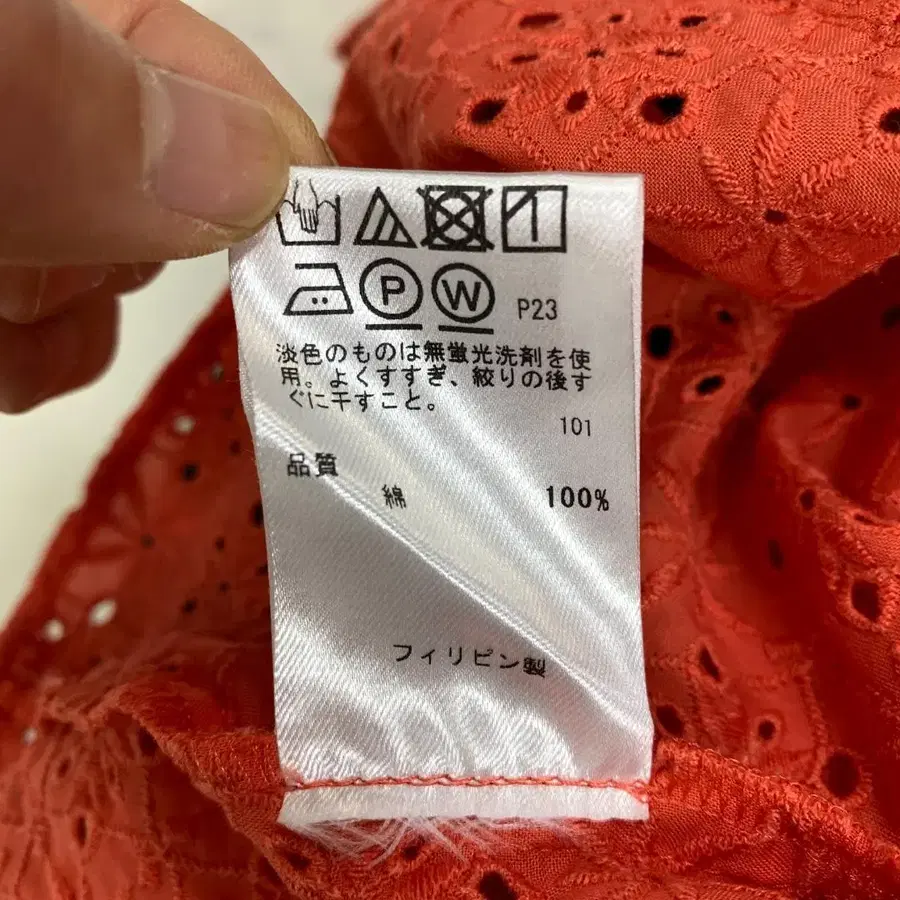 P W P23
淡色のものは無蛍光洗剤を使
用。よくすすぎ、絞りの後す
ぐに干すこと。
101
品質
綿 100%
フィリピン製